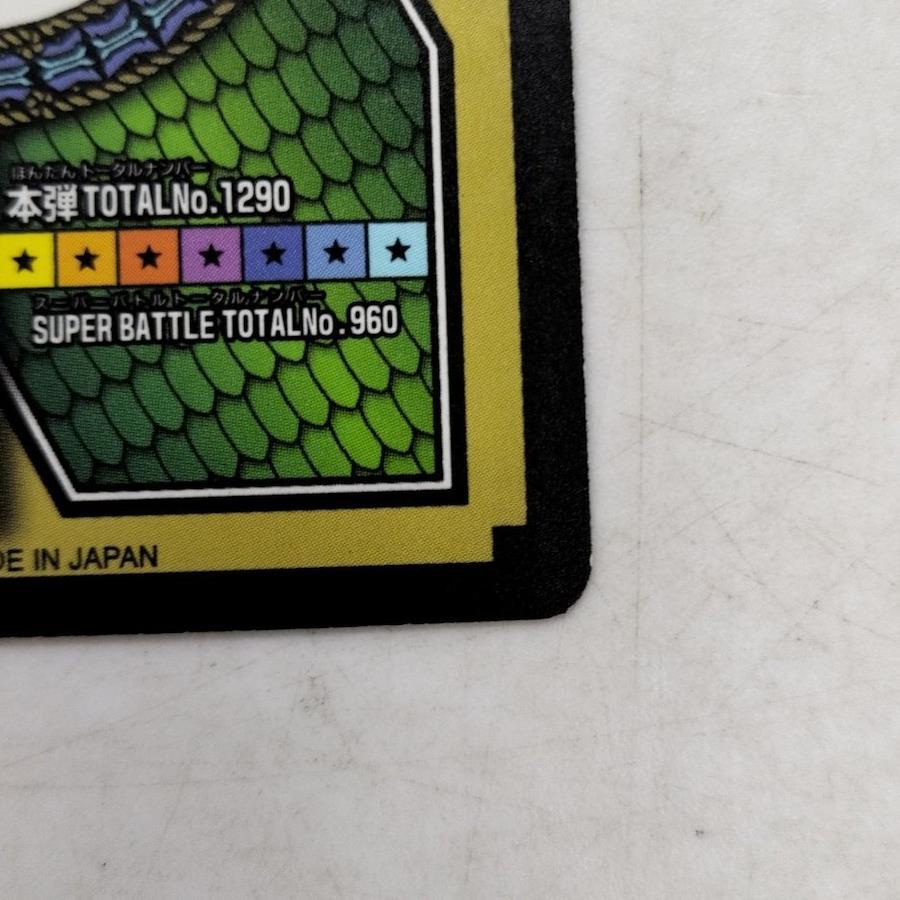 ほんだん トータルナンバー
本弾TOTALNo.1290
スーパーバトルトータルナンバー
SUPER BATTLE TOTALNo.960
DE IN JAPAN